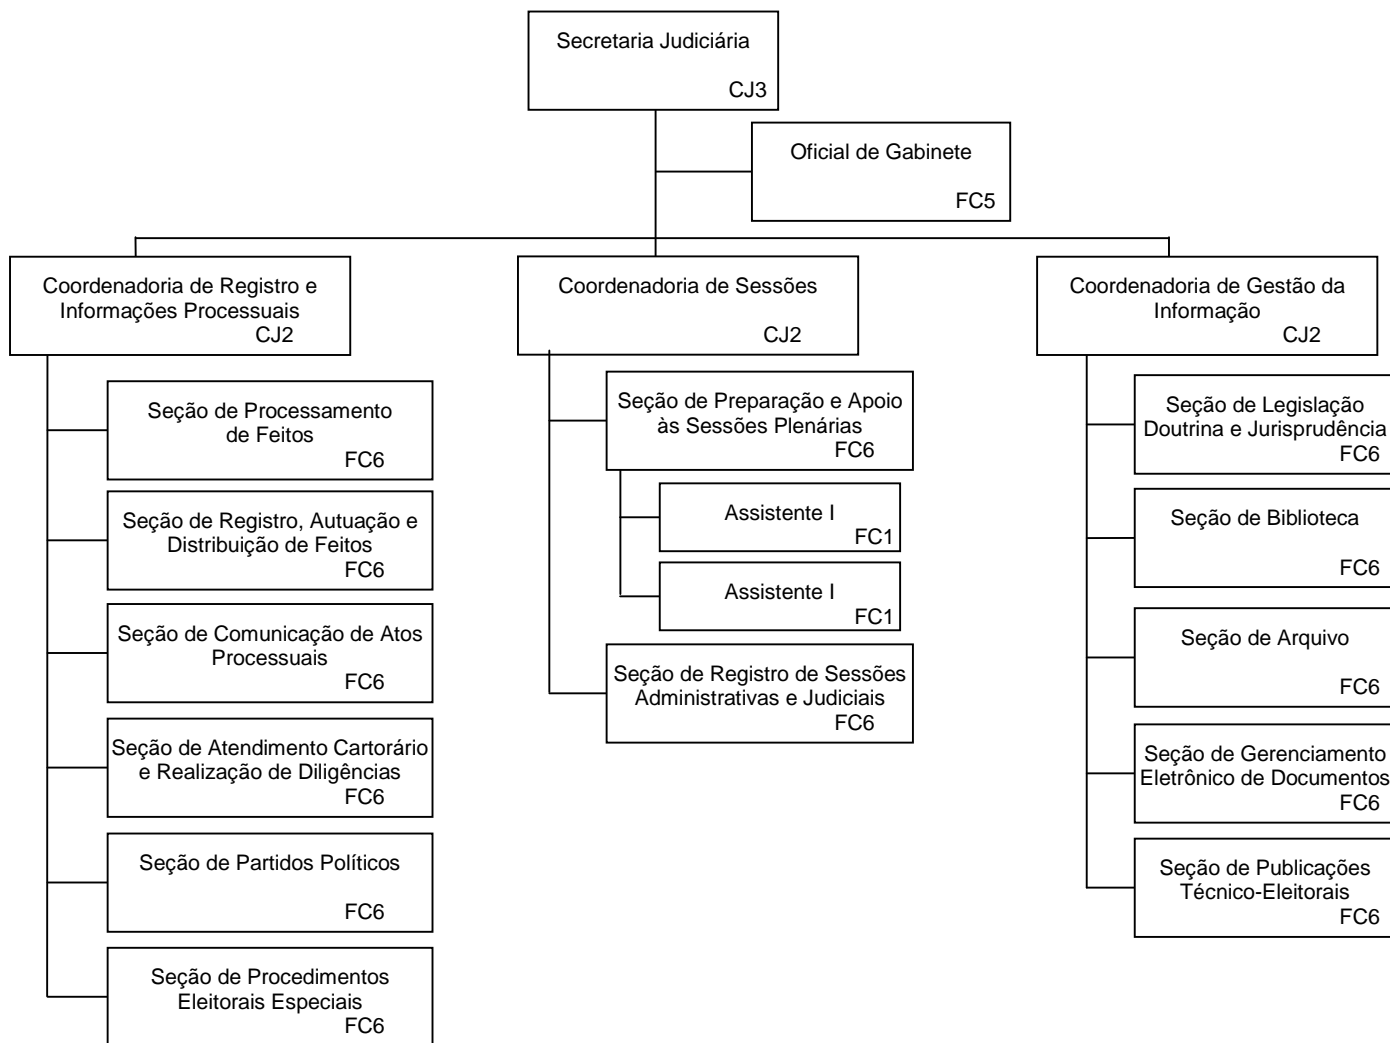 Secretaria Judiciária
CJ3
Oficial de Gabinete
FC5
Coordenadoria de Registro e
Informações Processuais
CJ2
Seção de Processamento
de Feitos
FC6
Seção de Registro, Autuação e
Distribuição de Feitos
FC6
Seção de Comunicação de Atos
Processuais
FC6
Seção de Atendimento Cartorário
e Realização de Diligências
FC6
Seção de Partidos Políticos
FC6
Seção de Procedimentos
Eleitorais Especiais
FC6
Coordenadoria de Sessões
CJ2
Seção de Preparação e Apoio
às Sessões Plenárias
FC6
Assistente I
FC1
Assistente I
FC1
Seção de Registro de Sessões
Administrativas e Judiciais
FC6
Coordenadoria de Gestão da
Informação
CJ2
Seção de Legislação
Doutrina e Jurisprudência
FC6
Seção de Biblioteca
FC6
Seção de Arquivo
FC6
Seção de Gerenciamento
Eletrônico de Documentos
FC6
Seção de Publicações
Técnico-Eleitorais
FC6